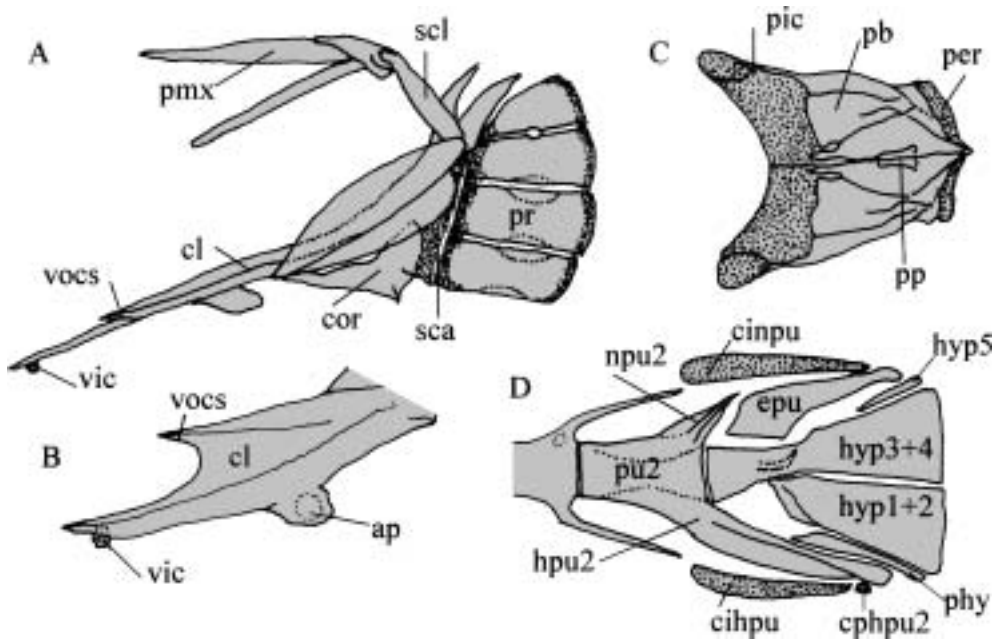 A
scl
pmx
pr
cl
vocs
cor
sca
vic
B
vocs
cl
ap
vic
C
pic
pb
per
pp
D
cinpu
npu2
hyp5
epu
hyp3+4
pu2
hyp1+2
hpu2
phy
cihpu
cphpu2